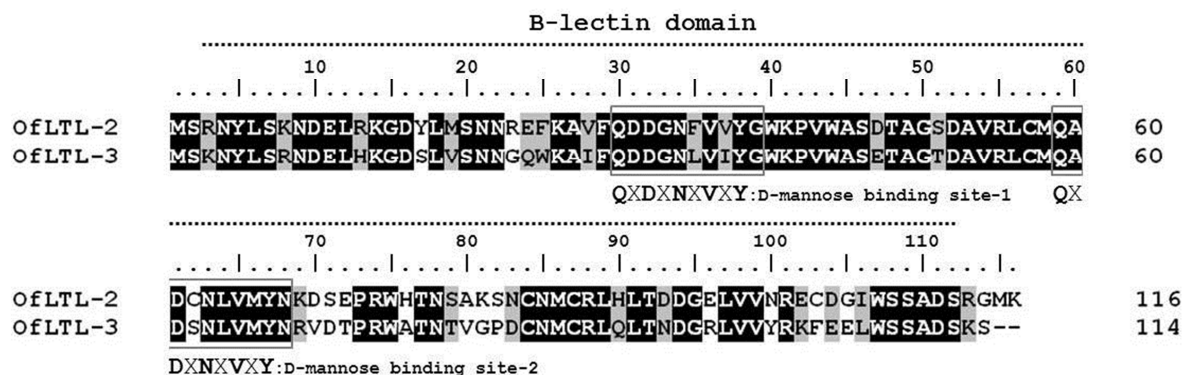 B-lectin domain
10 20 30 40 50 60
OfLTL-2 MSRNYLSKNDELRKGDYLMSNNREFKAVFQDDGNFVVYGWKPVWASDTAGSDAVRLCMQA 60
OfLTL-3 MSKNYLSRNDELHKGDSLVSNNGQWKAIFQDDGNLVIYGWKPVWASETAGTDAVRLCMQA 60
QXDXNXVXY:D-mannose binding site-1 QX
70 80 90 100 110
OfLTL-2 DCNLVMYNKDSEPRWHTNSAKSNCNMCRLHLTDDGELVVNRECDGIWSSADSRGMK 116
OfLTL-3 DSNLVMYNRVDTPRWATNTVGPDCNMCRLQLTNDGRLVVYRKFEELWSSADSKS-- 114
DXNXVXY:D-mannose binding site-2